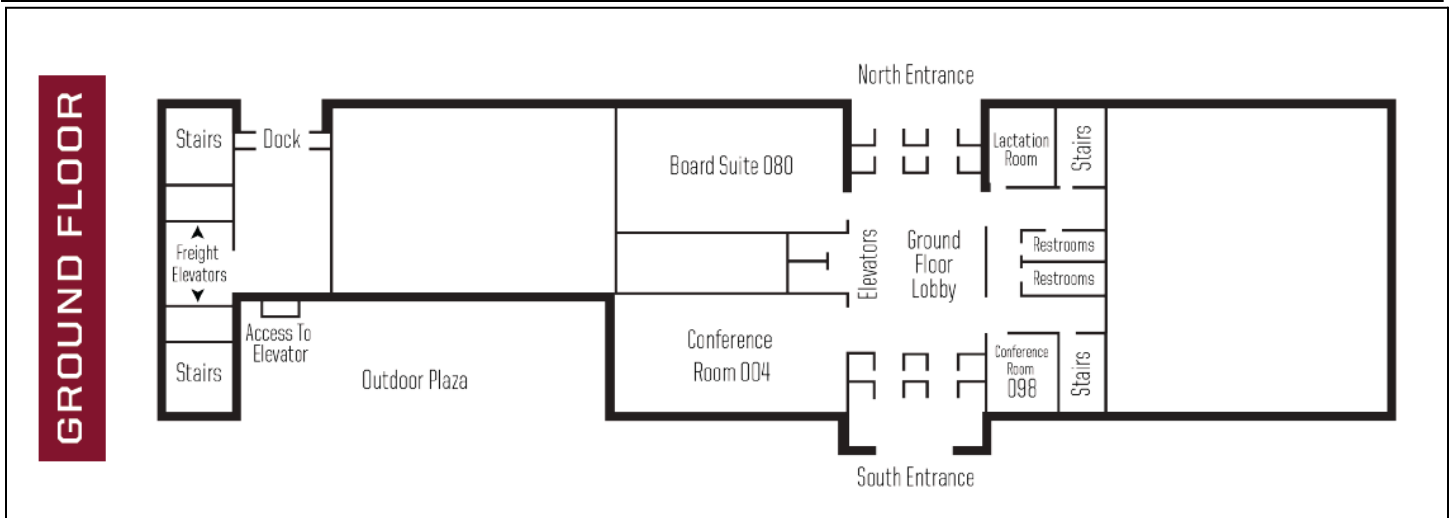 GROUND FLOOR
North Entrance
Stairs
Dock
Board Suite 080
Lactation
Room
Stairs
Freight
Elevators
Elevators
Ground
Floor
Lobby
Restrooms
Restrooms
Access To
Elevator
Stairs
Outdoor Plaza
Conference
Room 004
Conference
Room
098
Stairs
South Entrance